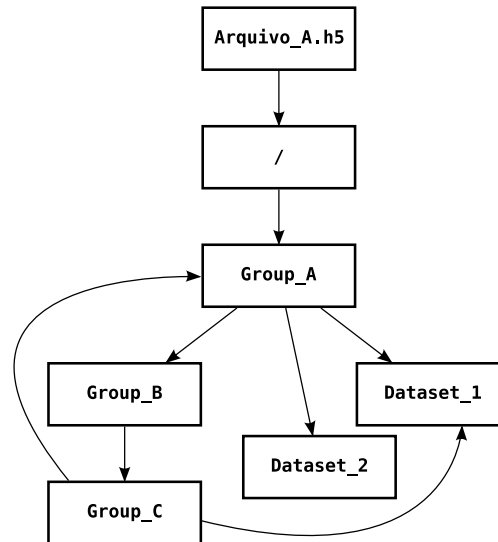 Arquivo_A.h5
/
Group_A
Group_B
Dataset_1
Dataset_2
Group_C